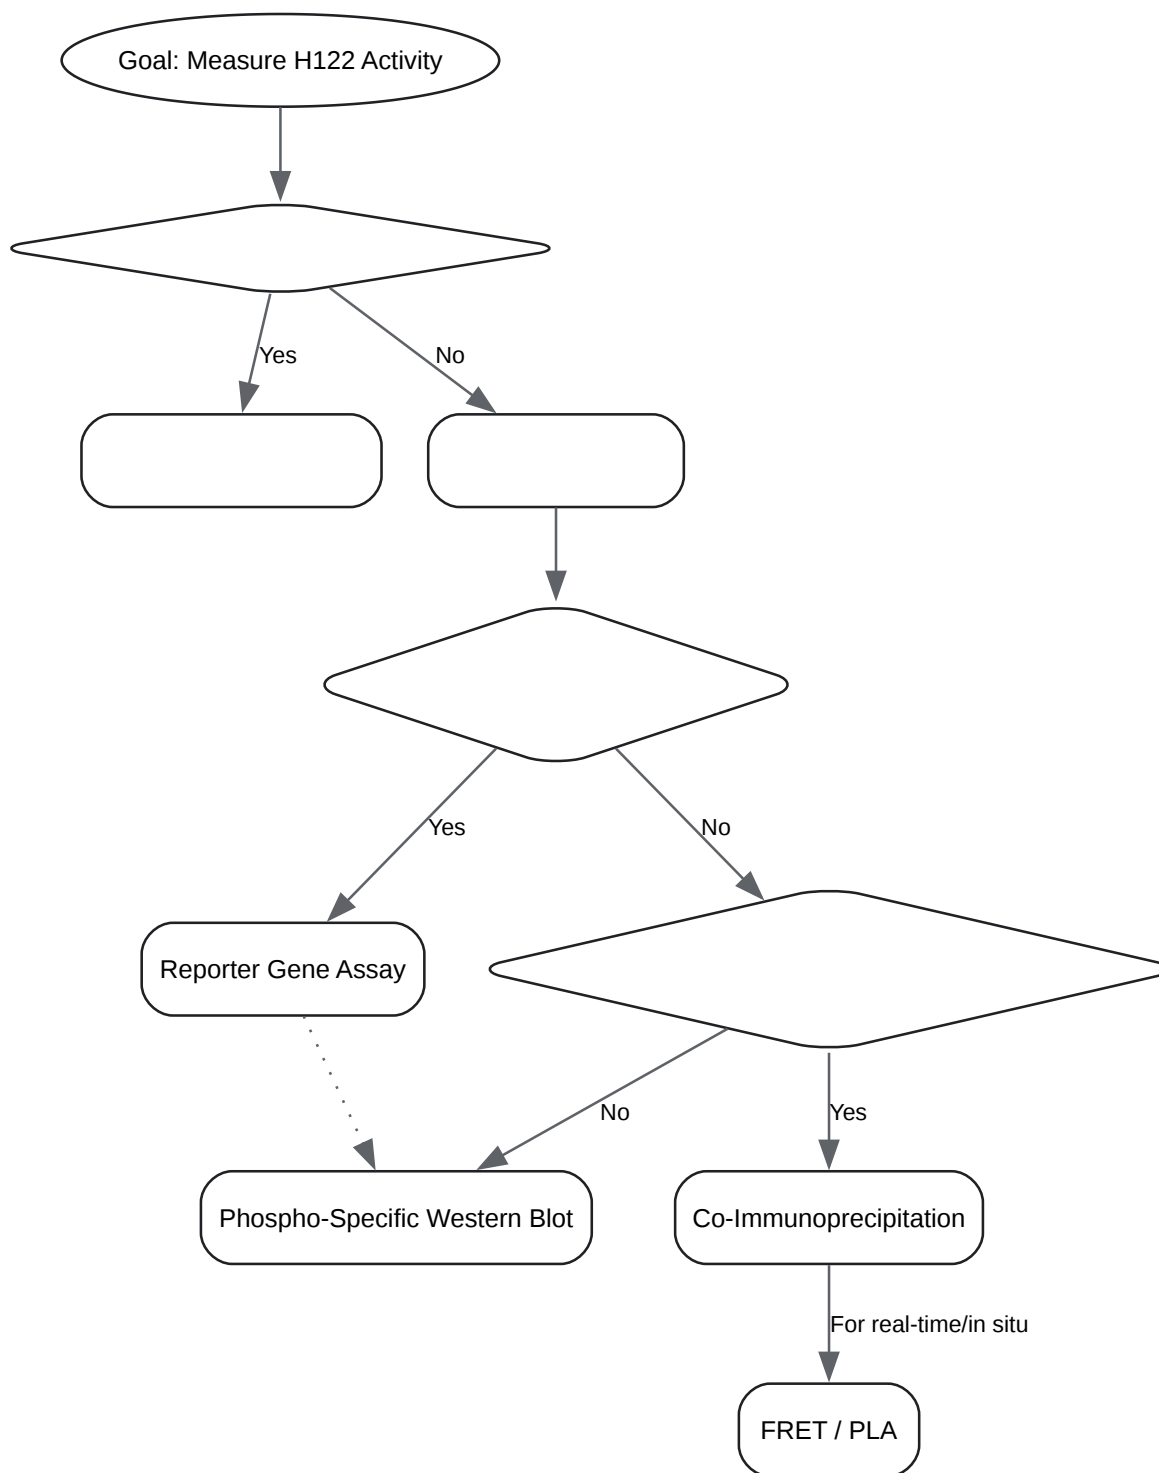 Goal: Measure H122 Activity
Yes
No
Yes
No
Reporter Gene Assay
No
Yes
Phospho-Specific Western Blot
Co-Immunoprecipitation
For real-time/in situ
FRET / PLA